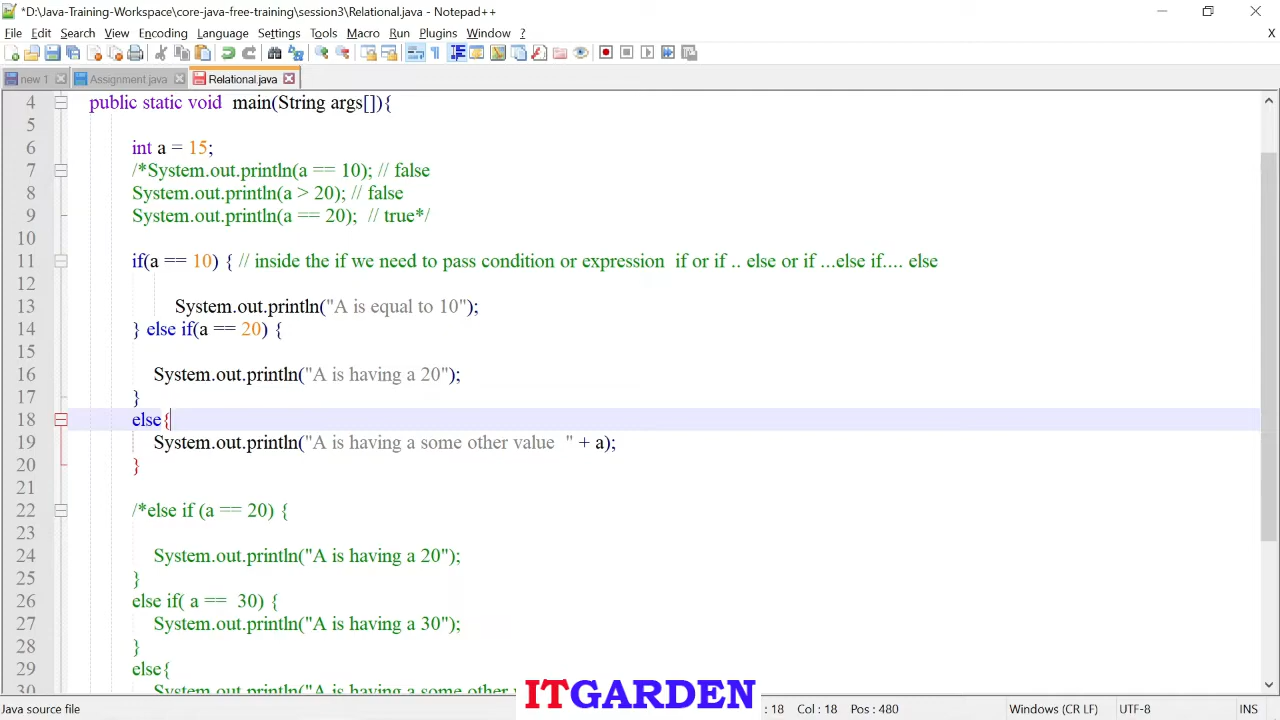 *D:\Java-Training-Workspace\core-java-free-training\session3\Relational.java - Notepad++
File Edit Search View Encoding Language Settings Tools Macro Run Plugins Window ? X
new 1 Assignment.java Relational.java
4 public static void main(String args[]){
5
6 int a = 15;
7 /*System.out.println(a == 10); // false
8 System.out.println(a > 20); // false
9 System.out.println(a == 20); // true*/
10
11 if(a == 10) { // inside the if we need to pass condition or expression if or if .. else or if ...else if.... else
12
13 System.out.println("A is equal to 10");
14 } else if(a == 20) {
15
16 System.out.println("A is having a 20");
17 }
18 else{
19 System.out.println("A is having a some other value " + a);
20 }
21
22 /*else if (a == 20) {
23
24 System.out.println("A is having a 20");
25 }
26 else if( a == 30) {
27 System.out.println("A is having a 30");
28 }
29 else{
30 System.out.println("A is having a some other
ITGARDEN
Java source file : 18 Col : 18 Pos : 480 Windows (CR LF) UTF-8 INS